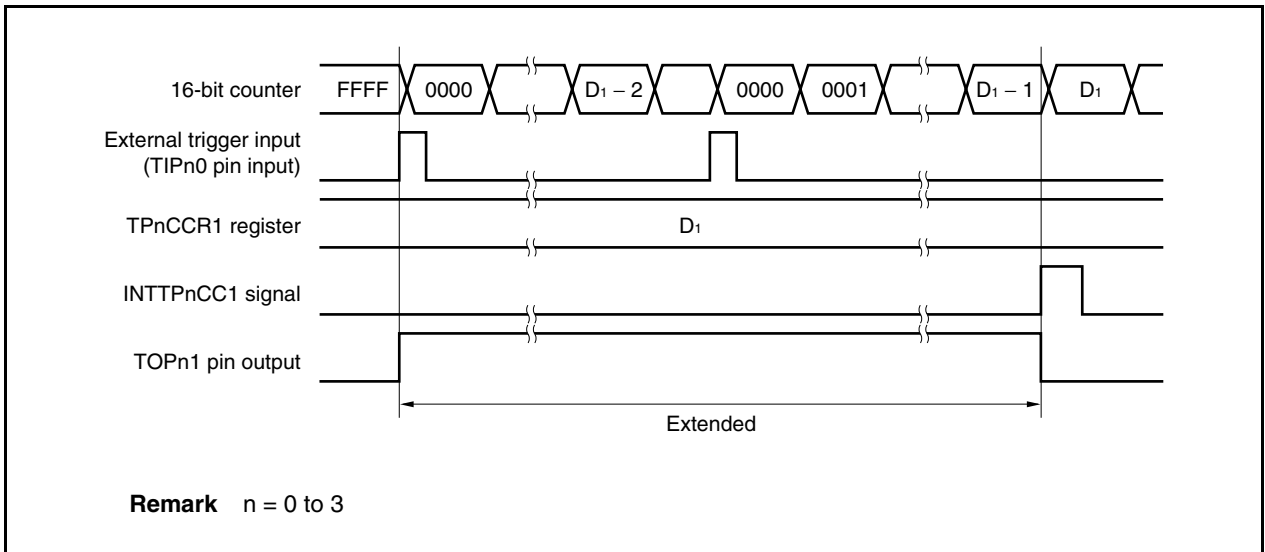 16-bit counter FFFF 0000 D₁ − 2 0000 0001 D₁ − 1 D₁
External trigger input
(TIPn0 pin input)
TPnCCR1 register D₁
INTTPnCC1 signal
TOPn1 pin output
Extended
Remark n = 0 to 3